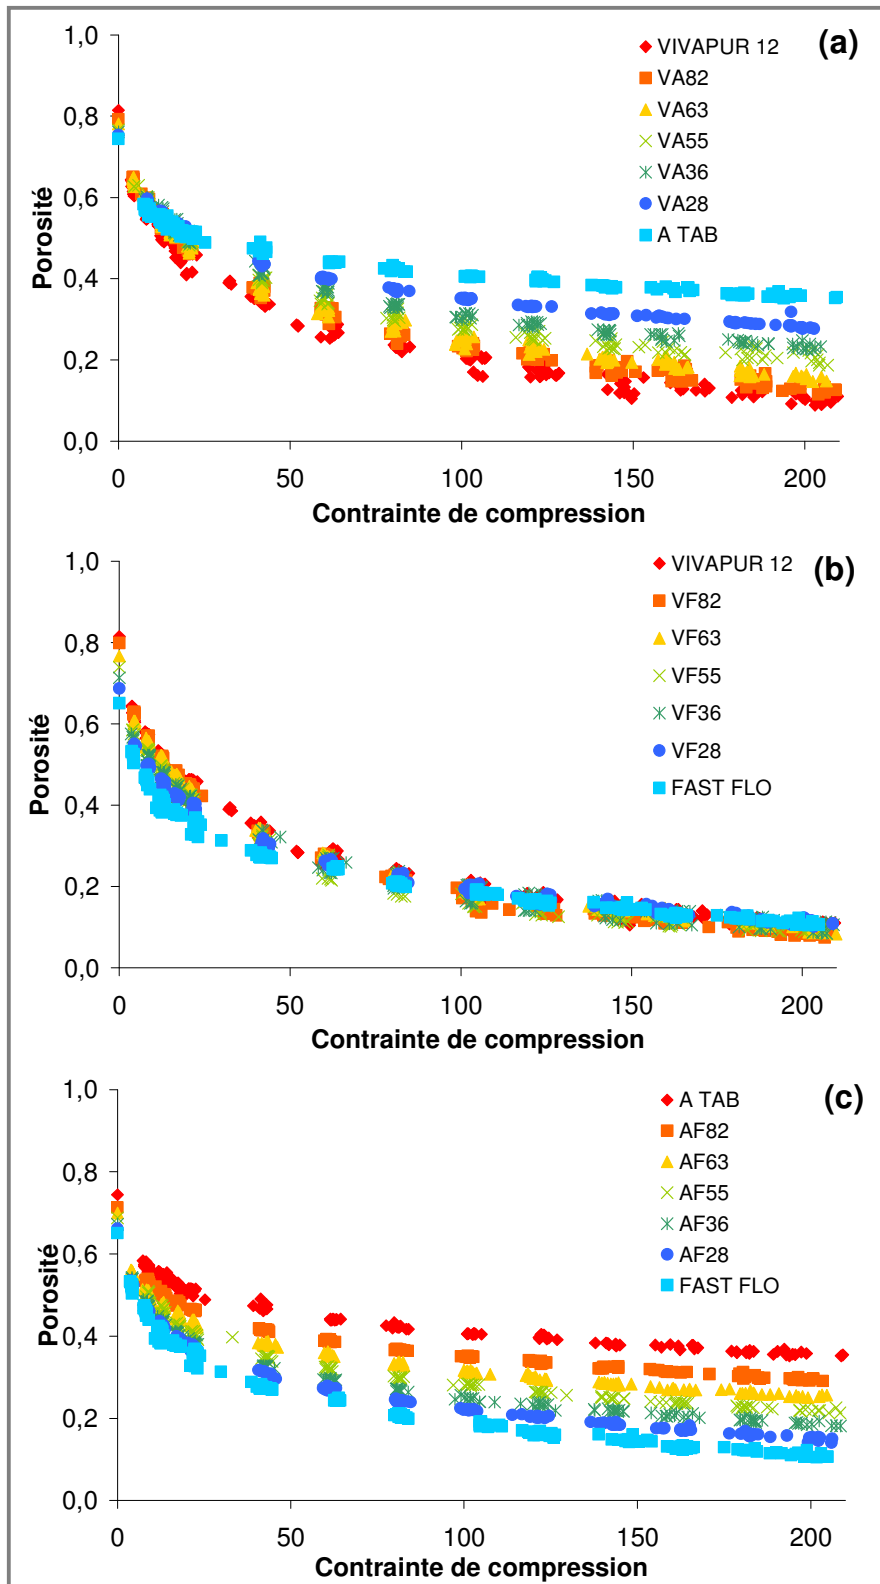 (a)
Porosité
1,0
0,8
0,6
0,4
0,2
0,0
VIVAPUR 12
VA82
VA63
VA55
VA36
VA28
A TAB
0 50 100 150 200
Contrainte de compression
(b)
Porosité
1,0
0,8
0,6
0,4
0,2
0,0
VIVAPUR 12
VF82
VF63
VF55
VF36
VF28
FAST FLO
0 50 100 150 200
Contrainte de compression
(c)
Porosité
1,0
0,8
0,6
0,4
0,2
0,0
A TAB
AF82
AF63
AF55
AF36
AF28
FAST FLO
0 50 100 150 200
Contrainte de compression